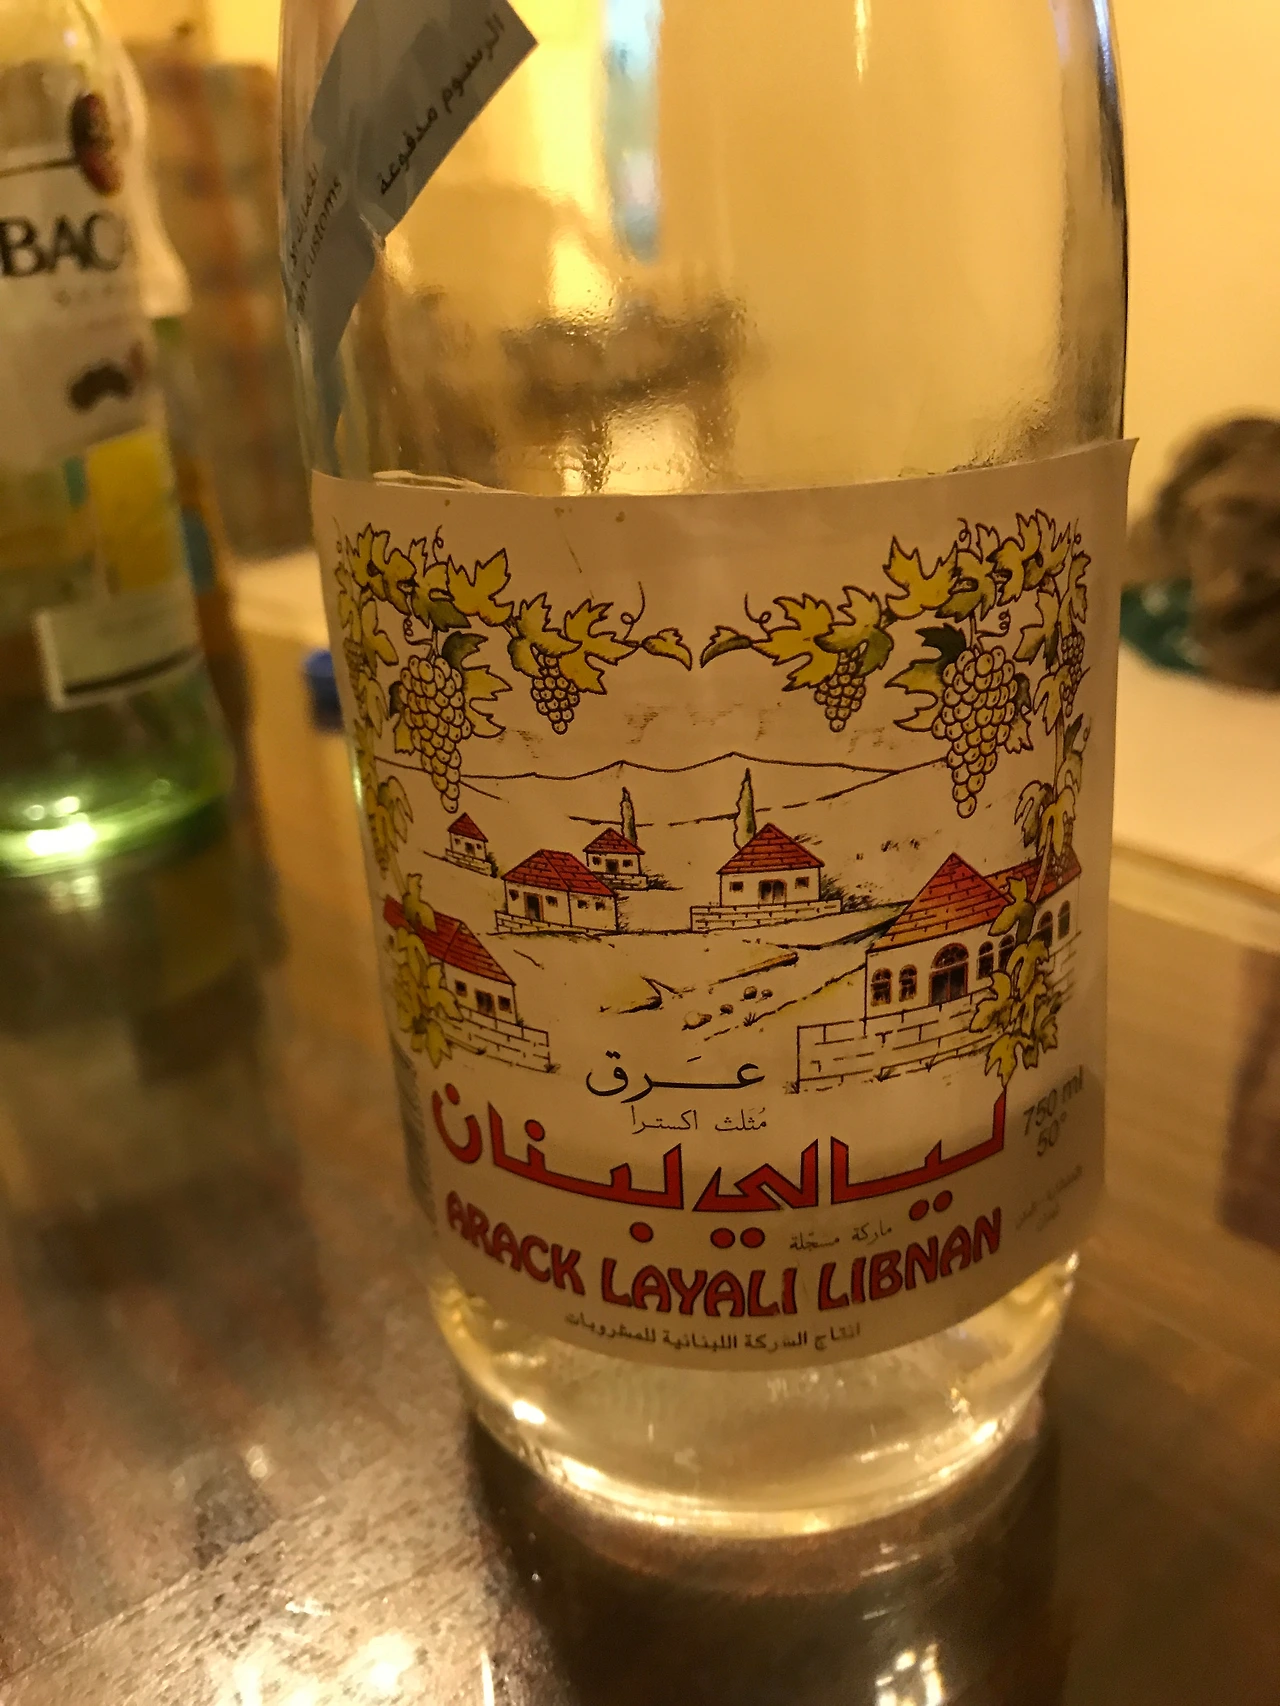 الرسوم مدفوعة
Customs
BAC
عَرق
مُثلث اكسترا
750 ml
50°
ليالي لبنان
ماركة مسجّلة
ARACK LAYALI LIBNAN
انتاج الشركة اللبنانية للمشروبات